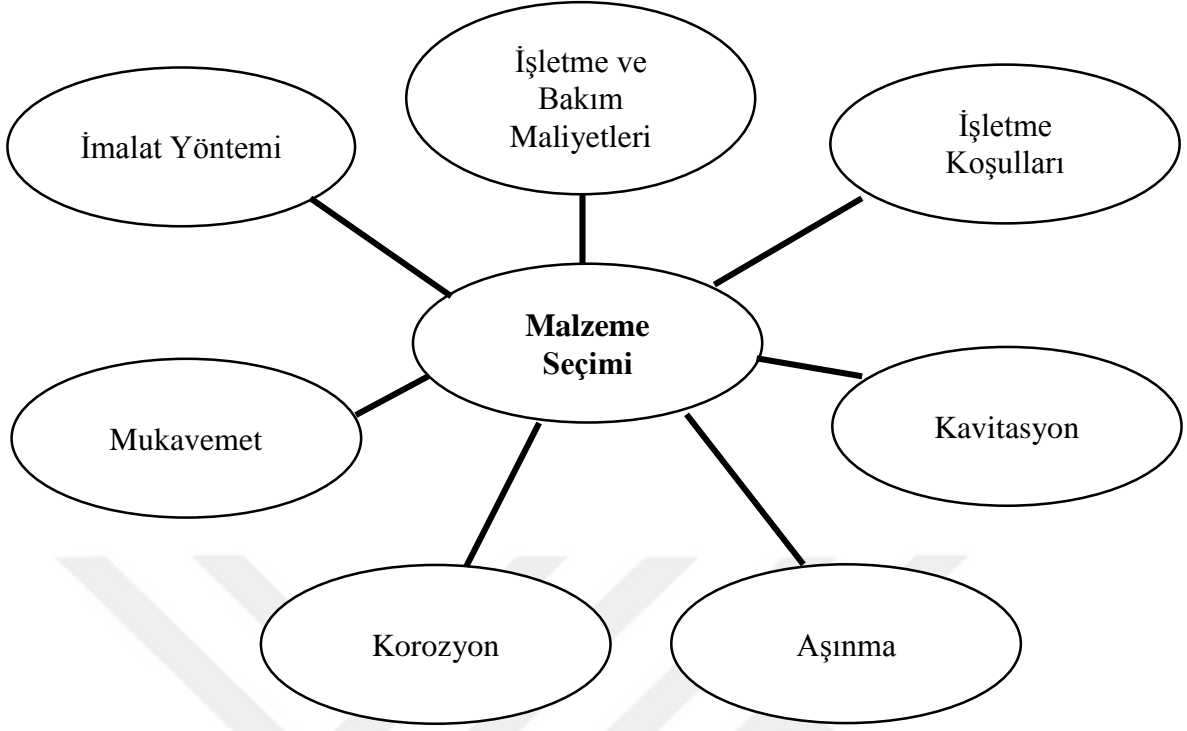 İşletme ve
Bakım
Maliyetleri
İmalat Yöntemi
İşletme
Koşulları
Malzeme
Seçimi
Mukavemet
Kavitasyon
Korozyon
Aşınma